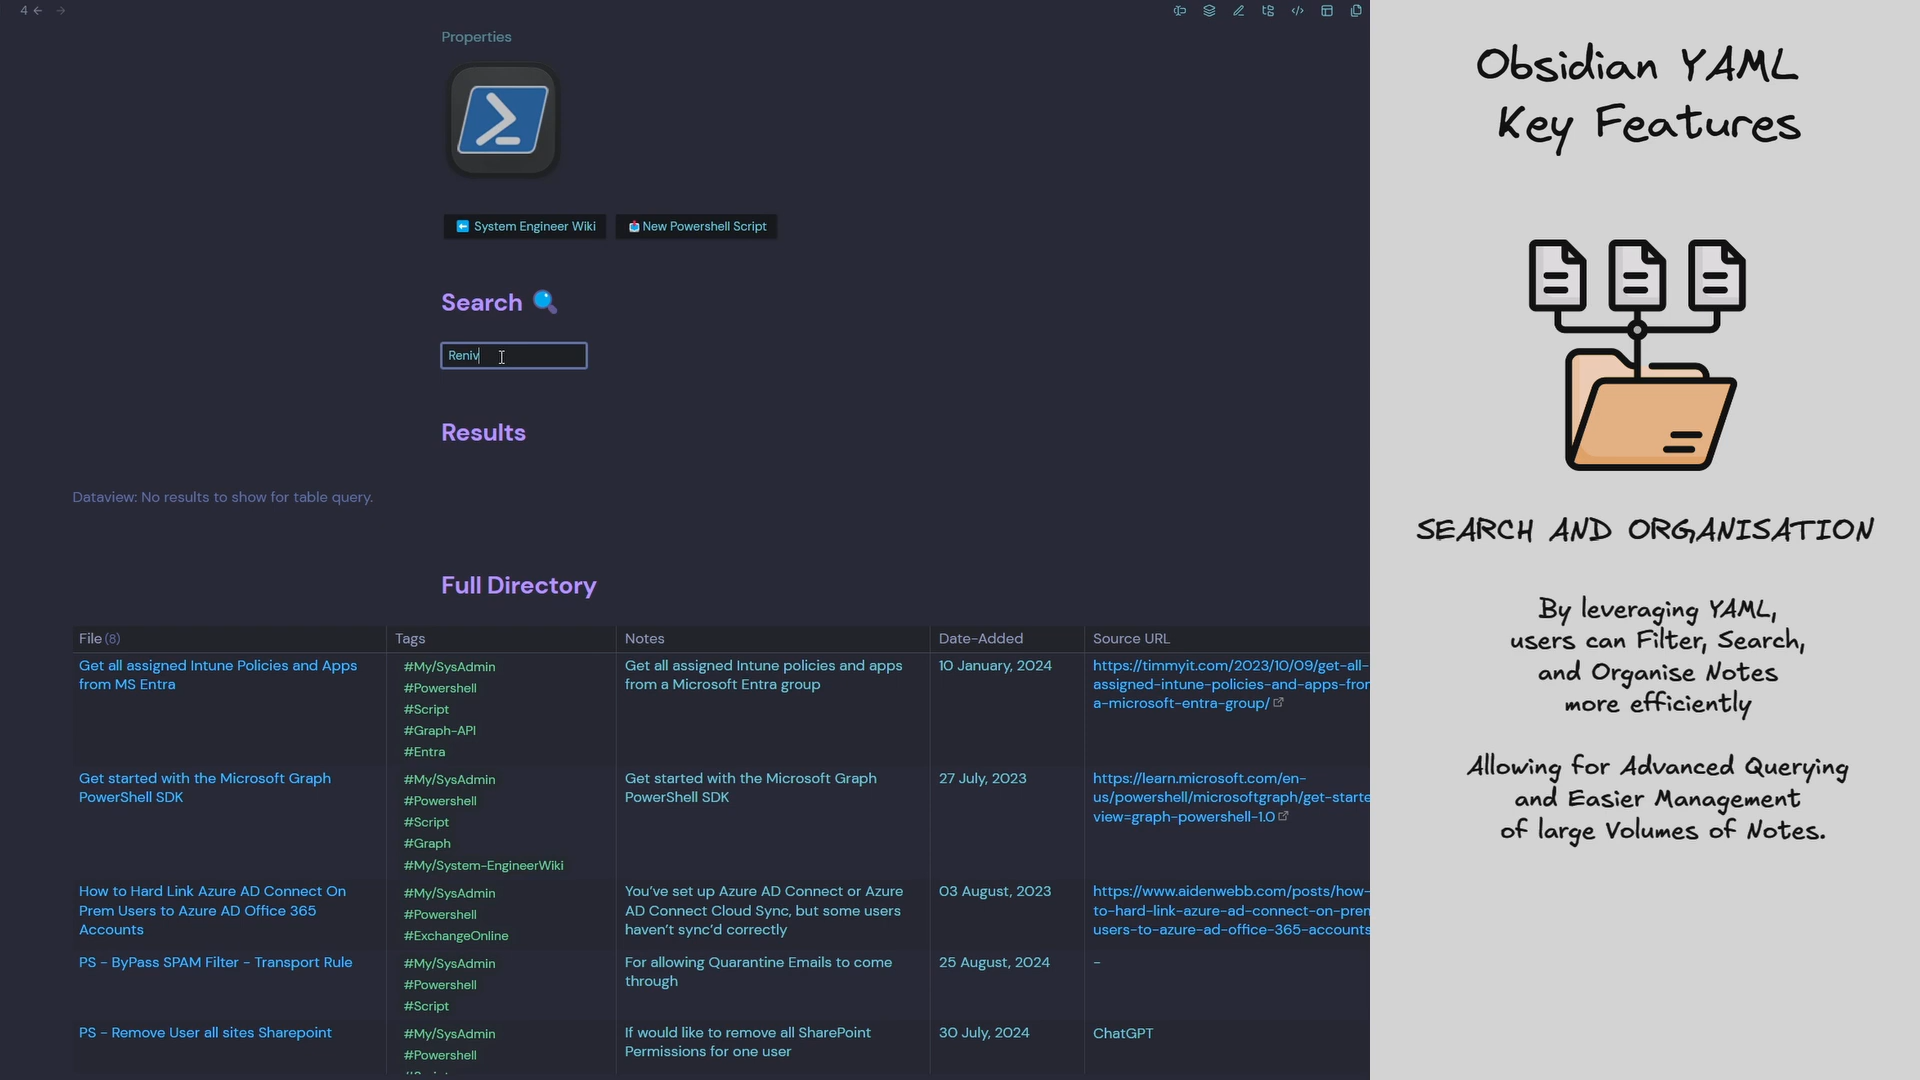 4
Properties
System Engineer Wiki
New Powershell Script
Search
Reniv
Results
Dataview: No results to show for table query.
Full Directory
File (8)
Tags
Notes
Date-Added
Source URL
Get all assigned Intune Policies and Apps
from MS Entra
#My/SysAdmin
#Powershell
#Script
#Graph-API
#Entra
Get all assigned Intune policies and apps
from a Microsoft Entra group
10 January, 2024
https://timmyit.com/2023/10/09/get-all-
assigned-intune-policies-and-apps-from
a-microsoft-entra-group/
Get started with the Microsoft Graph
PowerShell SDK
#My/SysAdmin
#Powershell
#Script
#Graph
#My/System-EngineerWiki
Get started with the Microsoft Graph
PowerShell SDK
27 July, 2023
https://learn.microsoft.com/en-
us/powershell/microsoftgraph/get-starte
view=graph-powershell-1.0
How to Hard Link Azure AD Connect On
Prem Users to Azure AD Office 365
Accounts
#My/SysAdmin
#Powershell
#ExchangeOnline
You've set up Azure AD Connect or Azure
AD Connect Cloud Sync, but some users
haven't sync'd correctly
03 August, 2023
https://www.aidenwebb.com/posts/how-
to-hard-link-azure-ad-connect-on-prem
users-to-azure-ad-office-365-accounts
PS - ByPass SPAM Filter - Transport Rule
#My/SysAdmin
#Powershell
#Script
For allowing Quarantine Emails to come
through
25 August, 2024
-
PS - Remove User all sites Sharepoint
#My/SysAdmin
#Powershell
If would like to remove all SharePoint
Permissions for one user
30 July, 2024
ChatGPT
Obsidian YAML
Key Features
SEARCH AND ORGANISATION
By leveraging YAML,
users can Filter, Search,
and Organise Notes
more efficiently
Allowing for Advanced Querying
and Easier Management
of large Volumes of Notes.